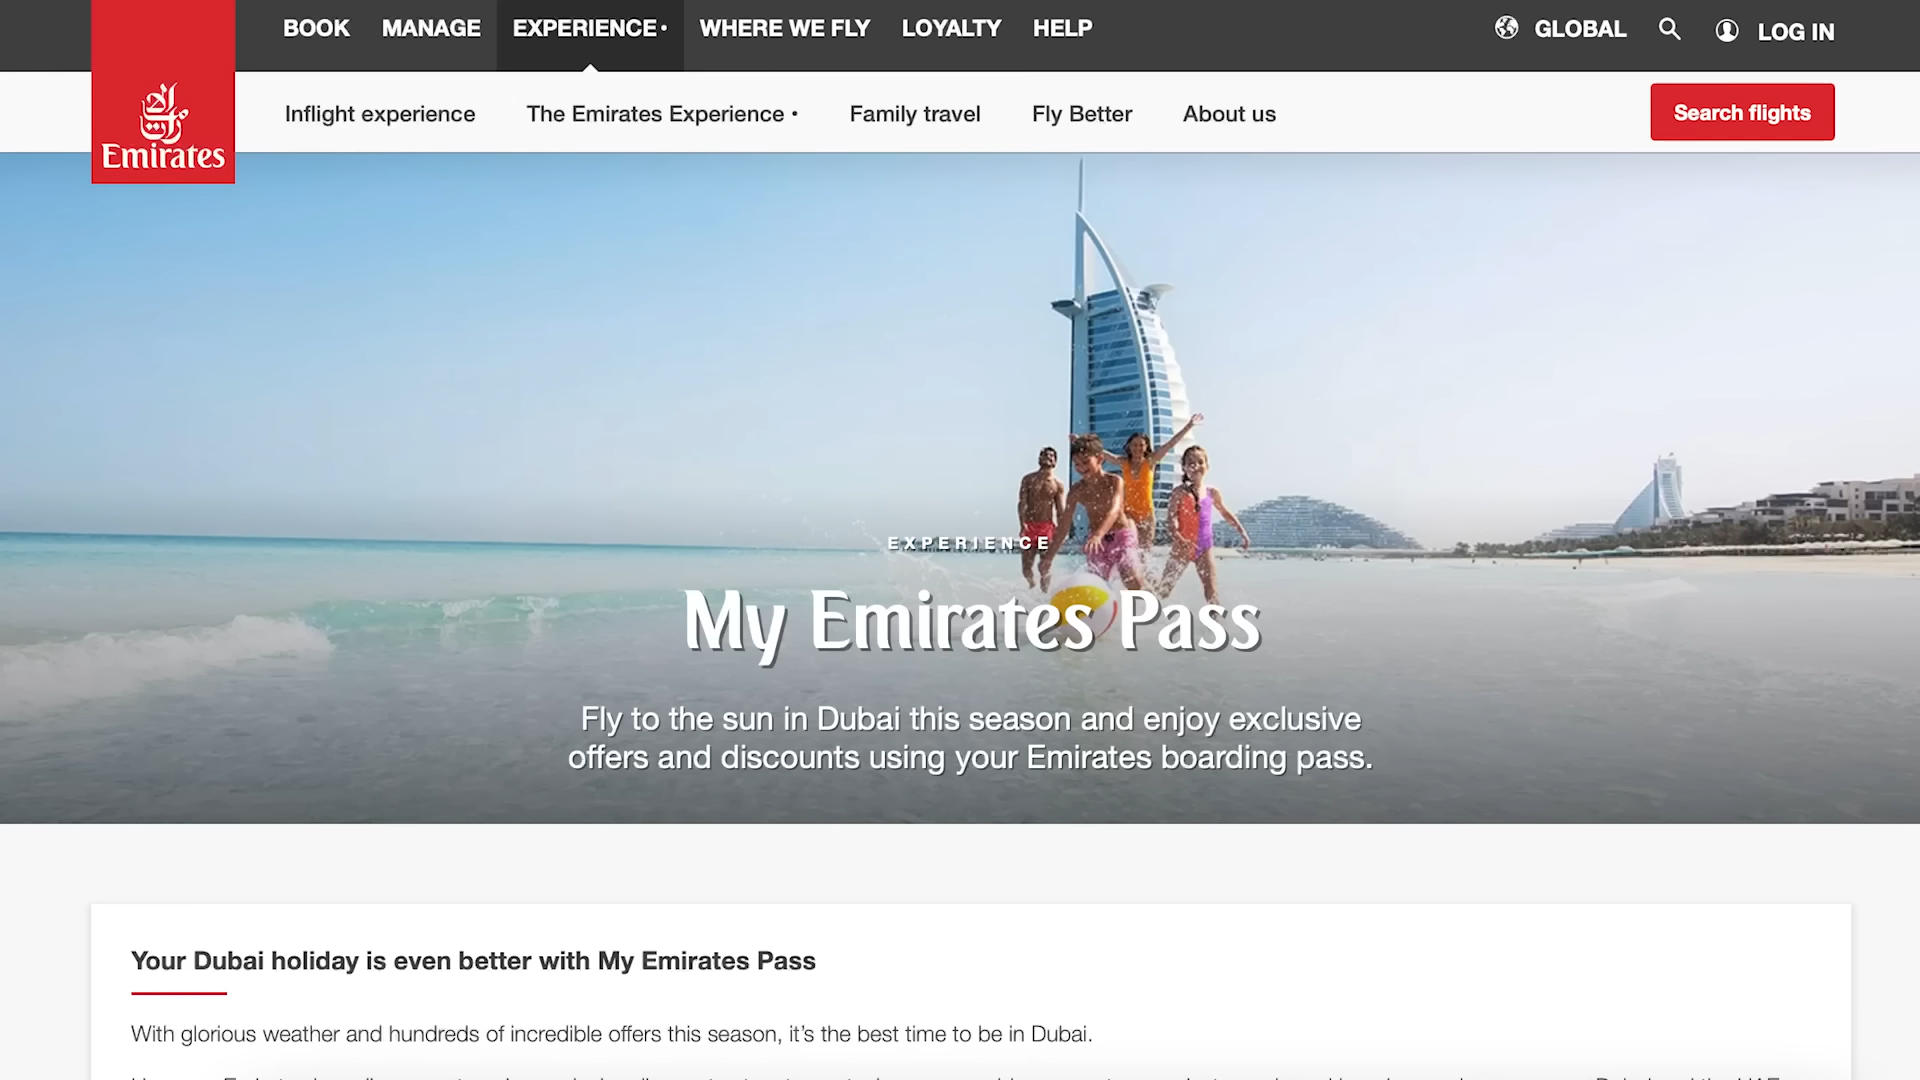 BOOK MANAGE EXPERIENCE• WHERE WE FLY LOYALTY HELP GLOBAL LOG IN
Emirates
Inflight experience The Emirates Experience • Family travel Fly Better About us Search flights
EXPERIENCE
My Emirates Pass
Fly to the sun in Dubai this season and enjoy exclusive
offers and discounts using your Emirates boarding pass.
Your Dubai holiday is even better with My Emirates Pass
With glorious weather and hundreds of incredible offers this season, it's the best time to be in Dubai.